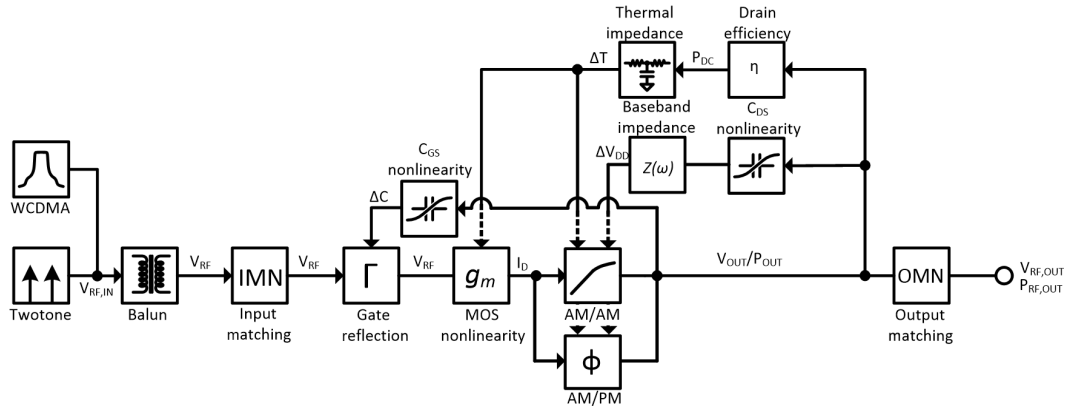 Thermal
impedance
Drain
efficiency
ΔT
P_DC
η
Baseband
impedance
C_DS
nonlinearity
C_GS
nonlinearity
ΔV_DD
Z(ω)
ΔC
WCDMA
V_RF
IMN
V_RF
Γ
V_RF
g_m
I_D
V_OUT/P_OUT
OMN
V_RF,OUT
P_RF,OUT
V_RF,IN
Twotone
Balun
Input
matching
Gate
reflection
MOS
nonlinearity
AM/AM
Output
matching
ϕ
AM/PM